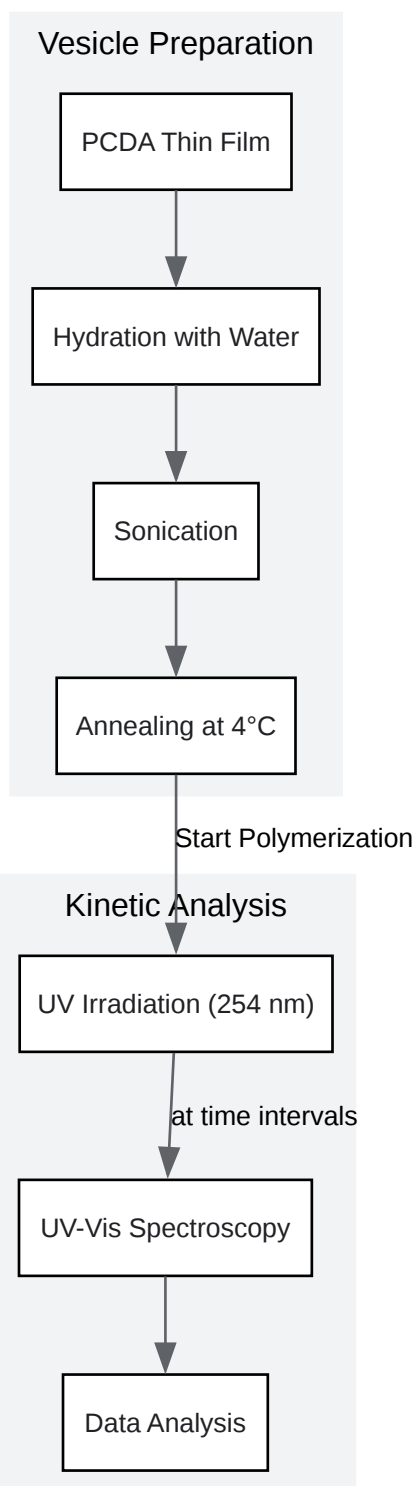 Vesicle Preparation
PCDA Thin Film
Hydration with Water
Sonication
Annealing at 4°C
Start Polymerization
Kinetic Analysis
UV Irradiation (254 nm)
at time intervals
UV-Vis Spectroscopy
Data Analysis